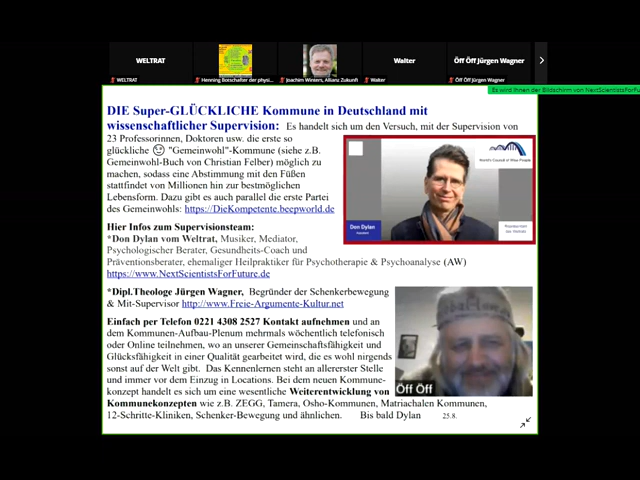 WELTRAT
Walter
Öff Öff Jürgen Wagner
WELTRAT
Henning Botschafter der physi...
Joachim Winters, Allianz Zukunft
Walter
Öff Öff Jürgen Wagner
Es wird Ihnen der Bildschirm von NextScientistsForFu
DIE Super-GLÜCKLICHE Kommune in Deutschland mit
wissenschaftlicher Supervision: Es handelt sich um den Versuch, mit der Supervision von
23 Professorinnen, Doktoren usw. die erste so
glückliche 😉 "Gemeinwohl"-Kommune (siehe z.B.
Gemeinwohl-Buch von Christian Felber) möglich zu
machen, sodass eine Abstimmung mit den Füßen
stattfindet von Millionen hin zur bestmöglichen
Lebensform. Dazu gibt es auch parallel die erste Partei
des Gemeinwohls: https://DieKompetente.beepworld.de
World's Council of Wise People
Don Dylan
Repräsentant
des Weltrats
Hier Infos zum Supervisionsteam:
*Don Dylan vom Weltrat, Musiker, Mediator,
Psychologischer Berater, Gesundheits-Coach und
Präventionsberater, ehemaliger Heilpraktiker für Psychotherapie & Psychoanalyse (AW)
https://www.NextScientistsForFuture.de
*Dipl.Theologe Jürgen Wagner, Begründer der Schenkerbewegung
& Mit-Supervisor http://www.Freie-Argumente-Kultur.net
Einfach per Telefon 0221 4308 2527 Kontakt aufnehmen und an
dem Kommunen-Aufbau-Plenum mehrmals wöchentlich telefonisch
oder Online teilnehmen, wo an unserer Gemeinschaftsfähigkeit und
Glücksfähigkeit in einer Qualität gearbeitet wird, die es wohl nirgends
sonst auf der Welt gibt. Das Kennenlernen steht an allererster Stelle
und immer vor dem Einzug in Locations. Bei dem neuen Kommune-
konzept handelt es sich um eine wesentliche Weiterentwicklung von
Kommunekonzepten wie z.B. ZEGG, Tamera, Osho-Kommunen, Matriachalen Kommunen,
12-Schritte-Kliniken, Schenker-Bewegung und ähnlichen. Bis bald Dylan 25.8.
Öff Öff